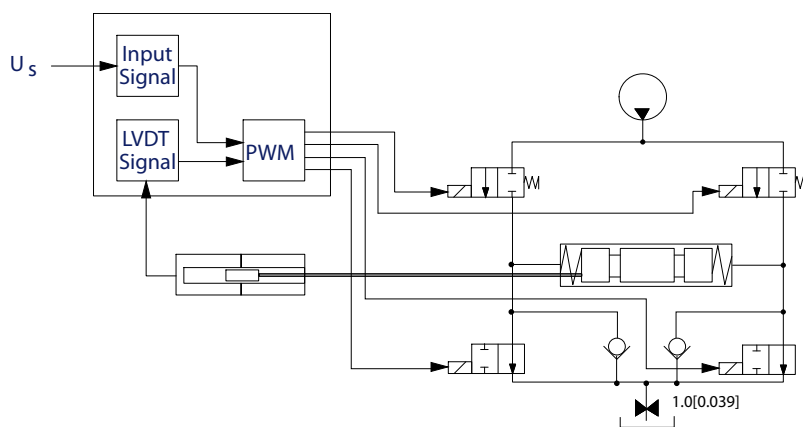 Input
Signal
U S
LVDT
Signal
PWM
1.0[0.039]